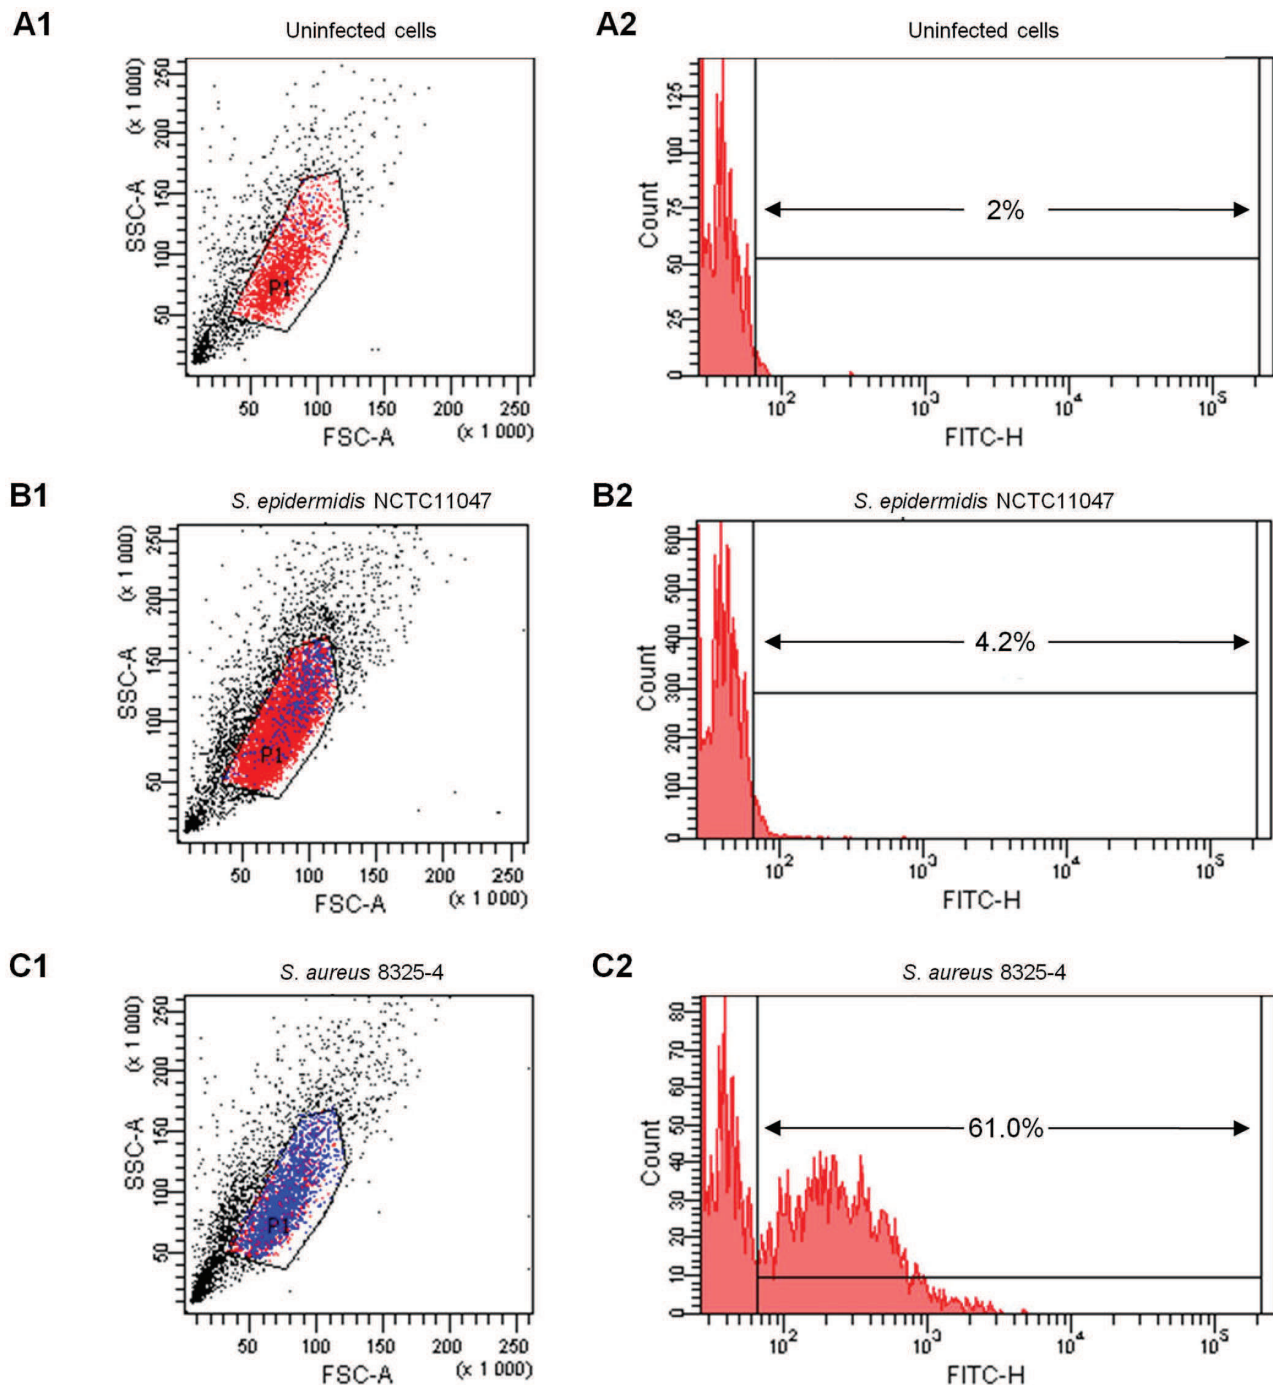 A1
Uninfected cells
(x 1 000)
SSC-A
250
200
150
100
50
P1
50 100 150 200 250
FSC-A (x 1 000)
A2
Uninfected cells
Count
125
100
75
50
25
0
2%
10² 10³ 10⁴ 10⁵
FITC-H
B1
S. epidermidis NCTC11047
(x 1 000)
SSC-A
250
200
150
100
50
P1
50 100 150 200 250
FSC-A (x 1 000)
B2
S. epidermidis NCTC11047
Count
600
500
400
300
200
100
0
4.2%
10² 10³ 10⁴ 10⁵
FITC-H
C1
S. aureus 8325-4
(x 1 000)
SSC-A
250
200
150
100
50
P1
50 100 150 200 250
FSC-A (x 1 000)
C2
S. aureus 8325-4
Count
80
70
60
50
40
30
20
10
0
61.0%
10² 10³ 10⁴ 10⁵
FITC-H